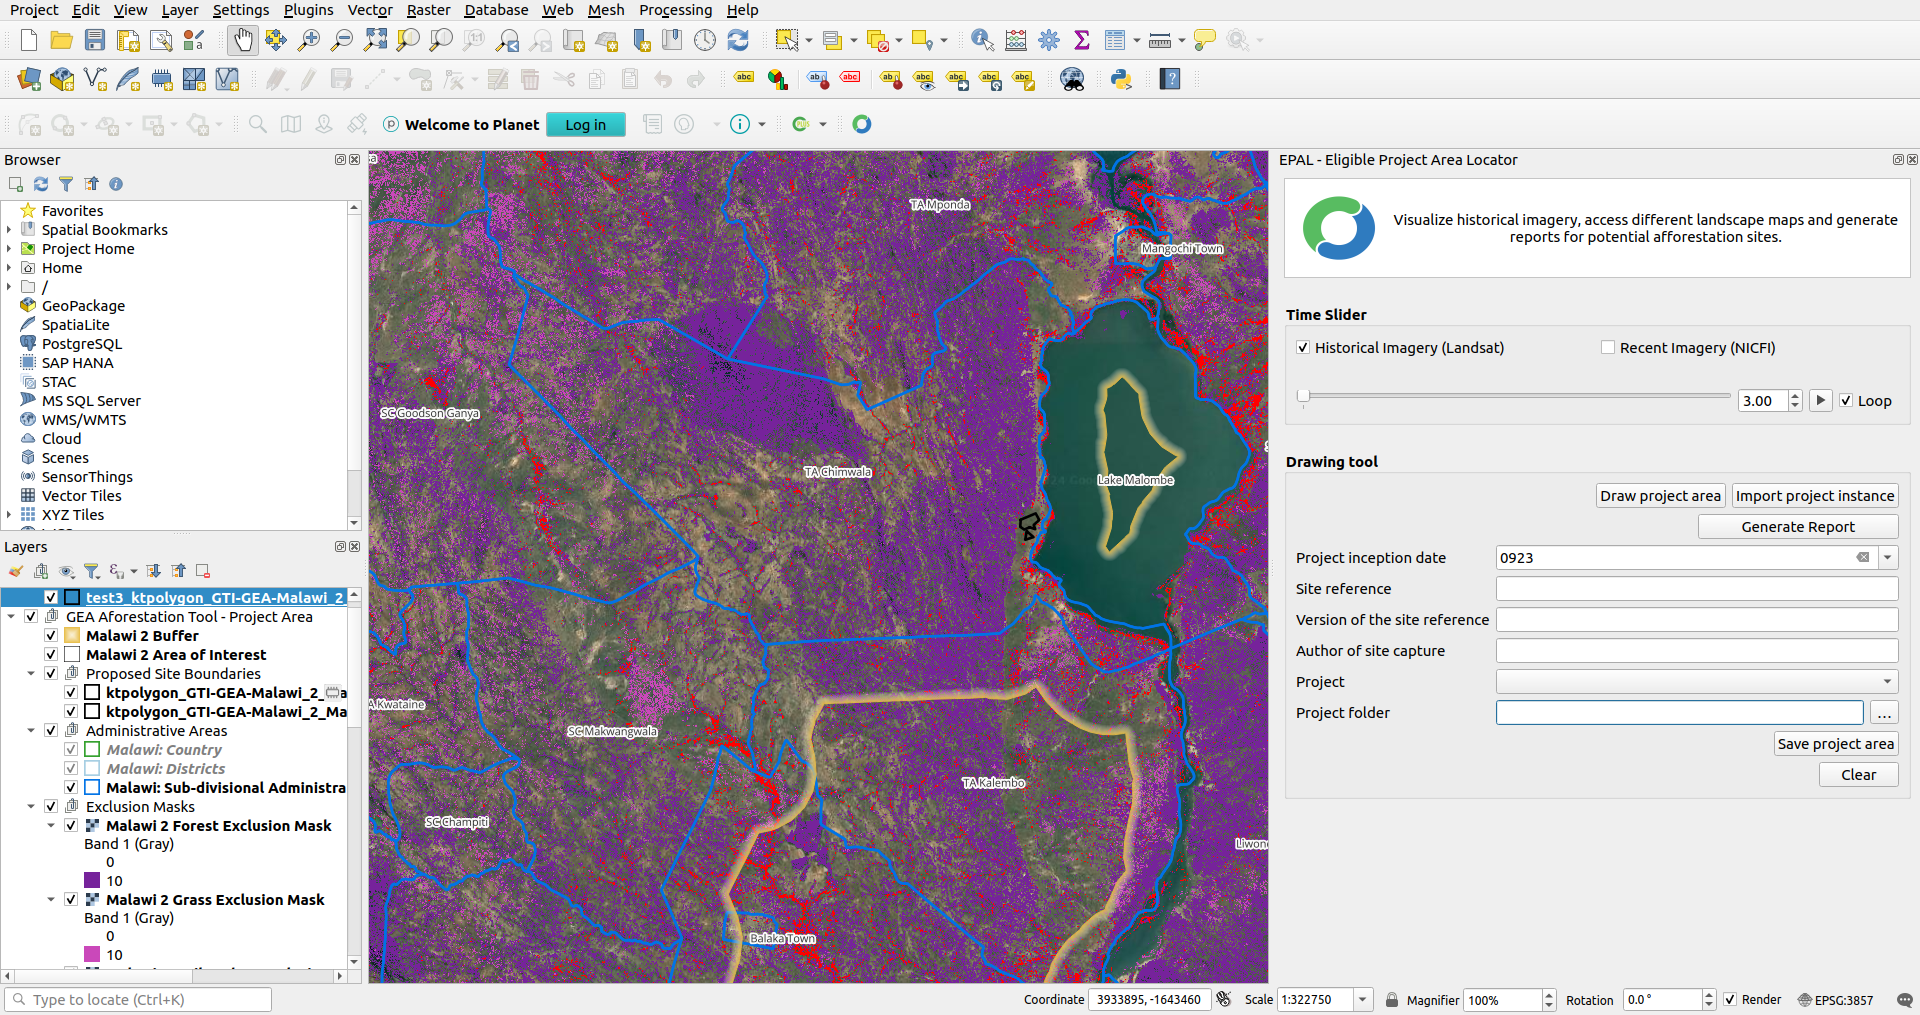 Project Edit View Layer Settings Plugins Vector Raster Database Web Mesh Processing Help
Welcome to Planet Log in
Browser
Favorites
Spatial Bookmarks
Project Home
Home
/
GeoPackage
SpatiaLite
PostgreSQL
SAP HANA
STAC
MS SQL Server
WMS/WMTS
Cloud
Scenes
SensorThings
Vector Tiles
XYZ Tiles
Layers
test3_ktpolygon_GTI-GEA-Malawi_2_
GEA Aforestation Tool - Project Area
Malawi 2 Buffer
Malawi 2 Area of Interest
Proposed Site Boundaries
ktpolygon_GTI-GEA-Malawi_2_ a
ktpolygon_GTI-GEA-Malawi_2_Ma
Administrative Areas
Malawi: Country
Malawi: Districts
Malawi: Sub-divisional Administra
Exclusion Masks
Malawi 2 Forest Exclusion Mask
Band 1 (Gray)
0
10
Malawi 2 Grass Exclusion Mask
Band 1 (Gray)
0
10
sa
TA Mponda
Mangochi Town
SC Goodson Ganya
TA Chimwala
Lake Malombe
A Kwataine
SC Makwangwala
TA Kalembo
SC Champiti
Liwon
Balaka Town
EPAL - Eligible Project Area Locator
Visualize historical imagery, access different landscape maps and generate
reports for potential afforestation sites.
Time Slider
Historical Imagery (Landsat) Recent Imagery (NICFI)
3.00 Loop
Drawing tool
Draw project area Import project instance
Generate Report
Project inception date 0923
Site reference
Version of the site reference
Author of site capture
Project
Project folder ...
Save project area
Clear
Type to locate (Ctrl+K) Coordinate 3933895, -1643460 Scale 1:322750 Magnifier 100% Rotation 0.0 ° Render EPSG:3857